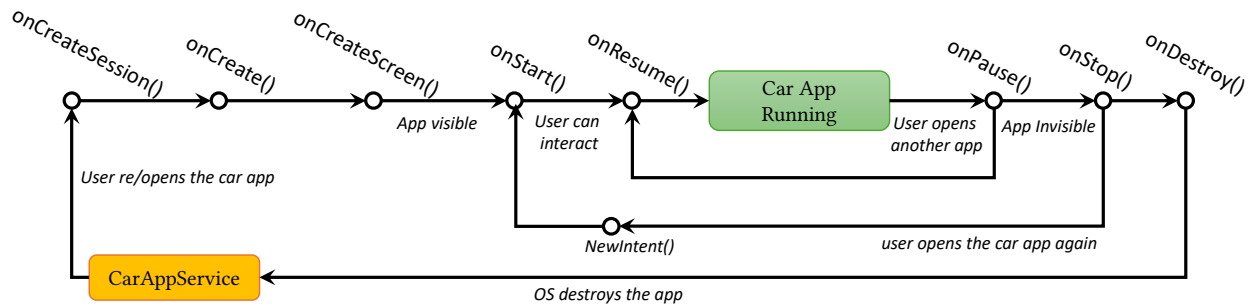 onCreateSession()
onCreate()
onCreateScreen()
onStart()
onResume()
onPause()
onStop()
onDestroy()
Car App
Running
App visible
User can
interact
User opens
another app
App Invisible
User re/opens the car app
NewIntent()
user opens the car app again
CarAppService
OS destroys the app